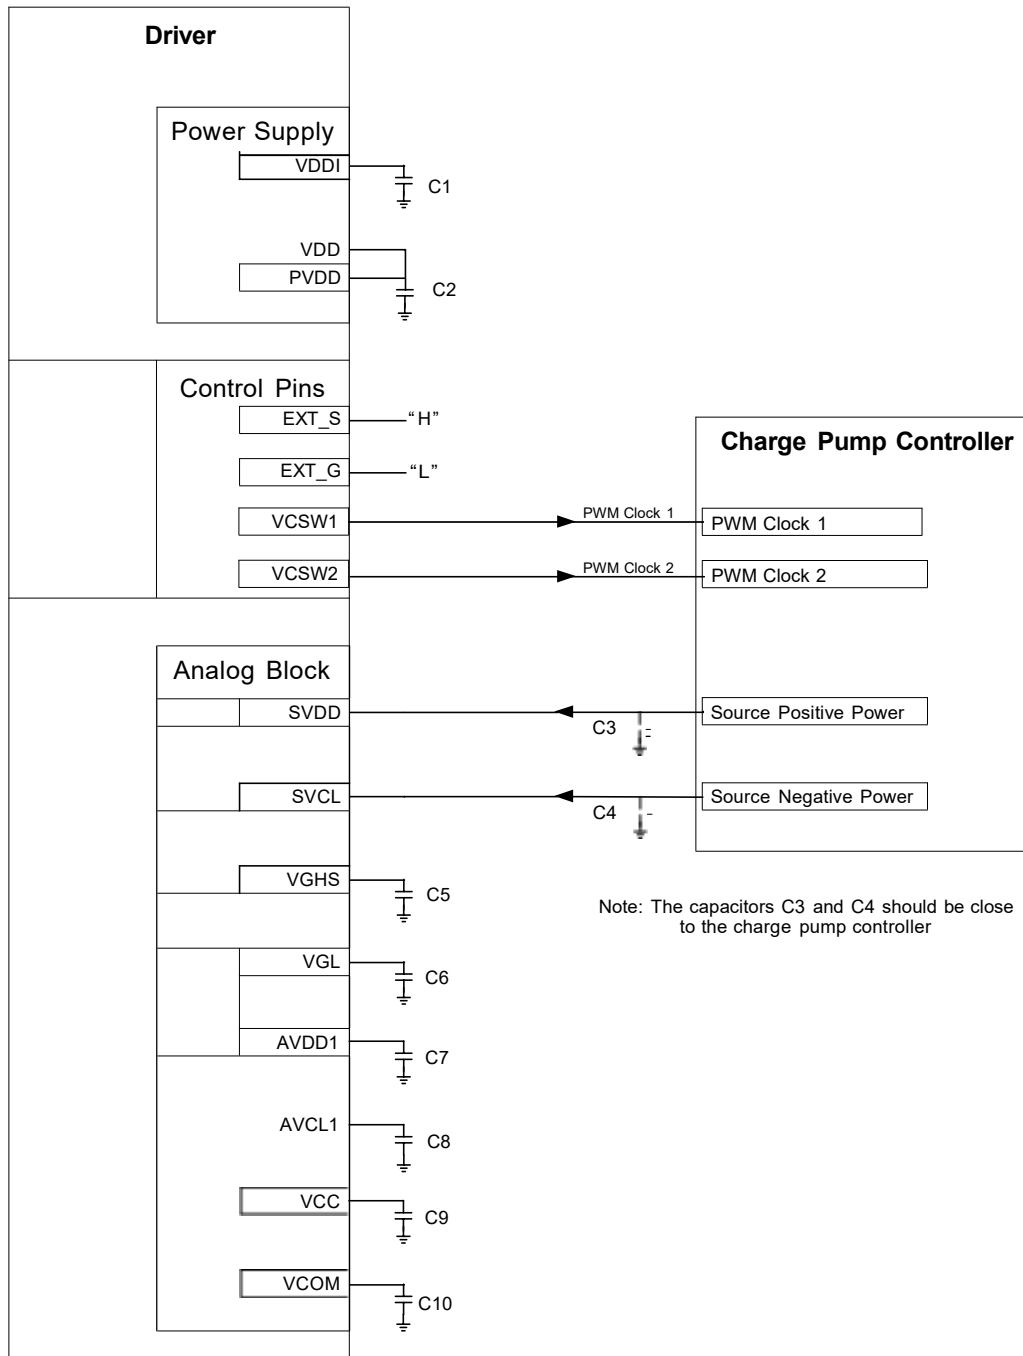 Driver
Power Supply
VDDI
C1
VDD
PVDD
C2
Control Pins
EXT_S
“H”
EXT_G
“L”
Charge Pump Controller
VCSW1
PWM Clock 1
PWM Clock 1
VCSW2
PWM Clock 2
PWM Clock 2
Analog Block
SVDD
C3
Source Positive Power
SVCL
C4
Source Negative Power
VGHS
C5
Note: The capacitors C3 and C4 should be close
to the charge pump controller
VGL
C6
AVDD1
C7
AVCL1
C8
VCC
C9
VCOM
C10